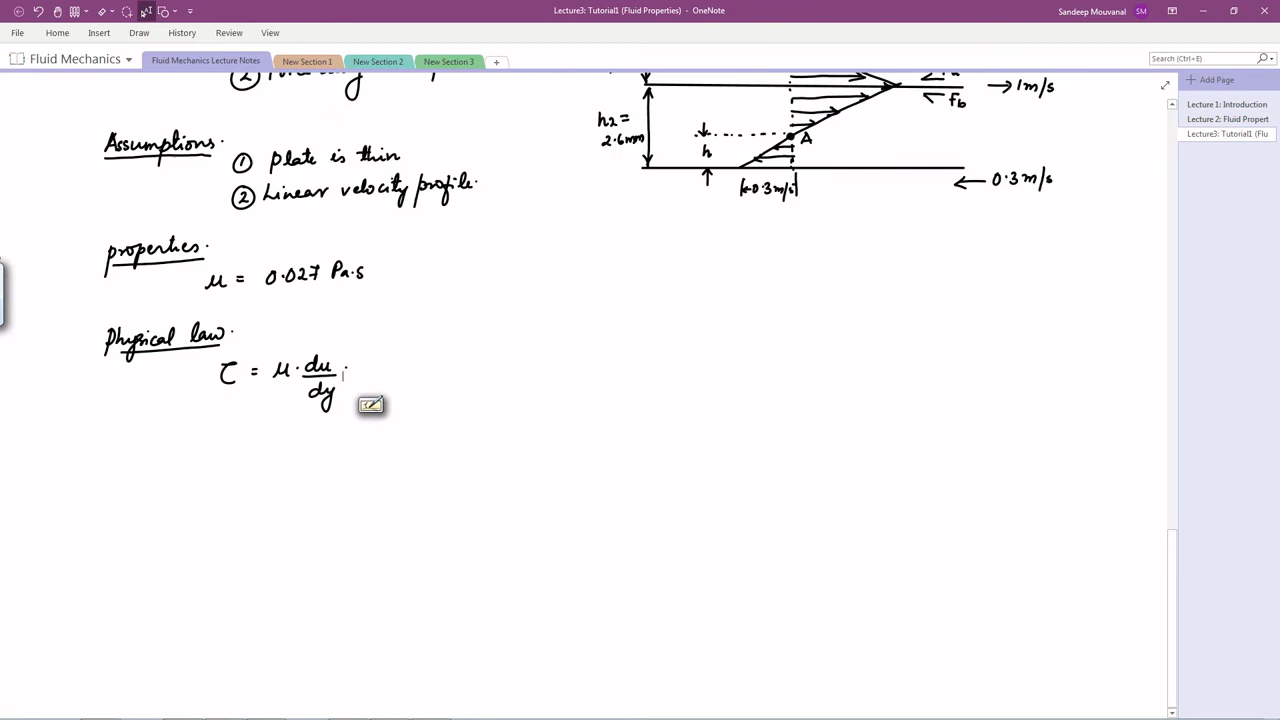 Lecture3: Tutorial1 (Fluid Properties) - OneNote
Sandeep Mouvanal SM
File Home Insert Draw History Review View
Fluid Mechanics
Fluid Mechanics Lecture Notes New Section 1 New Section 2 New Section 3 +
Search (Ctrl+E)
Add Page
Lecture 1: Introduction
Lecture 2: Fluid Propert
Lecture3: Tutorial1 (Flu
Assumptions.
① plate is thin
② Linear velocity profile.
properties.
μ = 0.027 Pa.s
Physical law.
τ = μ. du/dy
1m/s
Fb
h2 =
2.6mm
A
h
0.3m/s
0.3m/s